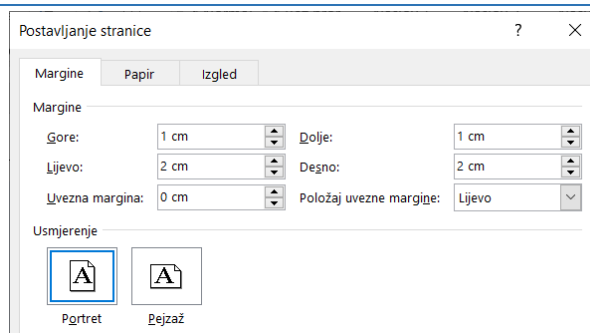 Postavljanje stranice ? ×
Margine Papir Izgled
Margine
Gore: 1 cm Dolje: 1 cm
Lijevo: 2 cm Desno: 2 cm
Uvezna margina: 0 cm Položaj uvezne margine: Lijevo
Usmjerenje
A A
Portret Pejzaž